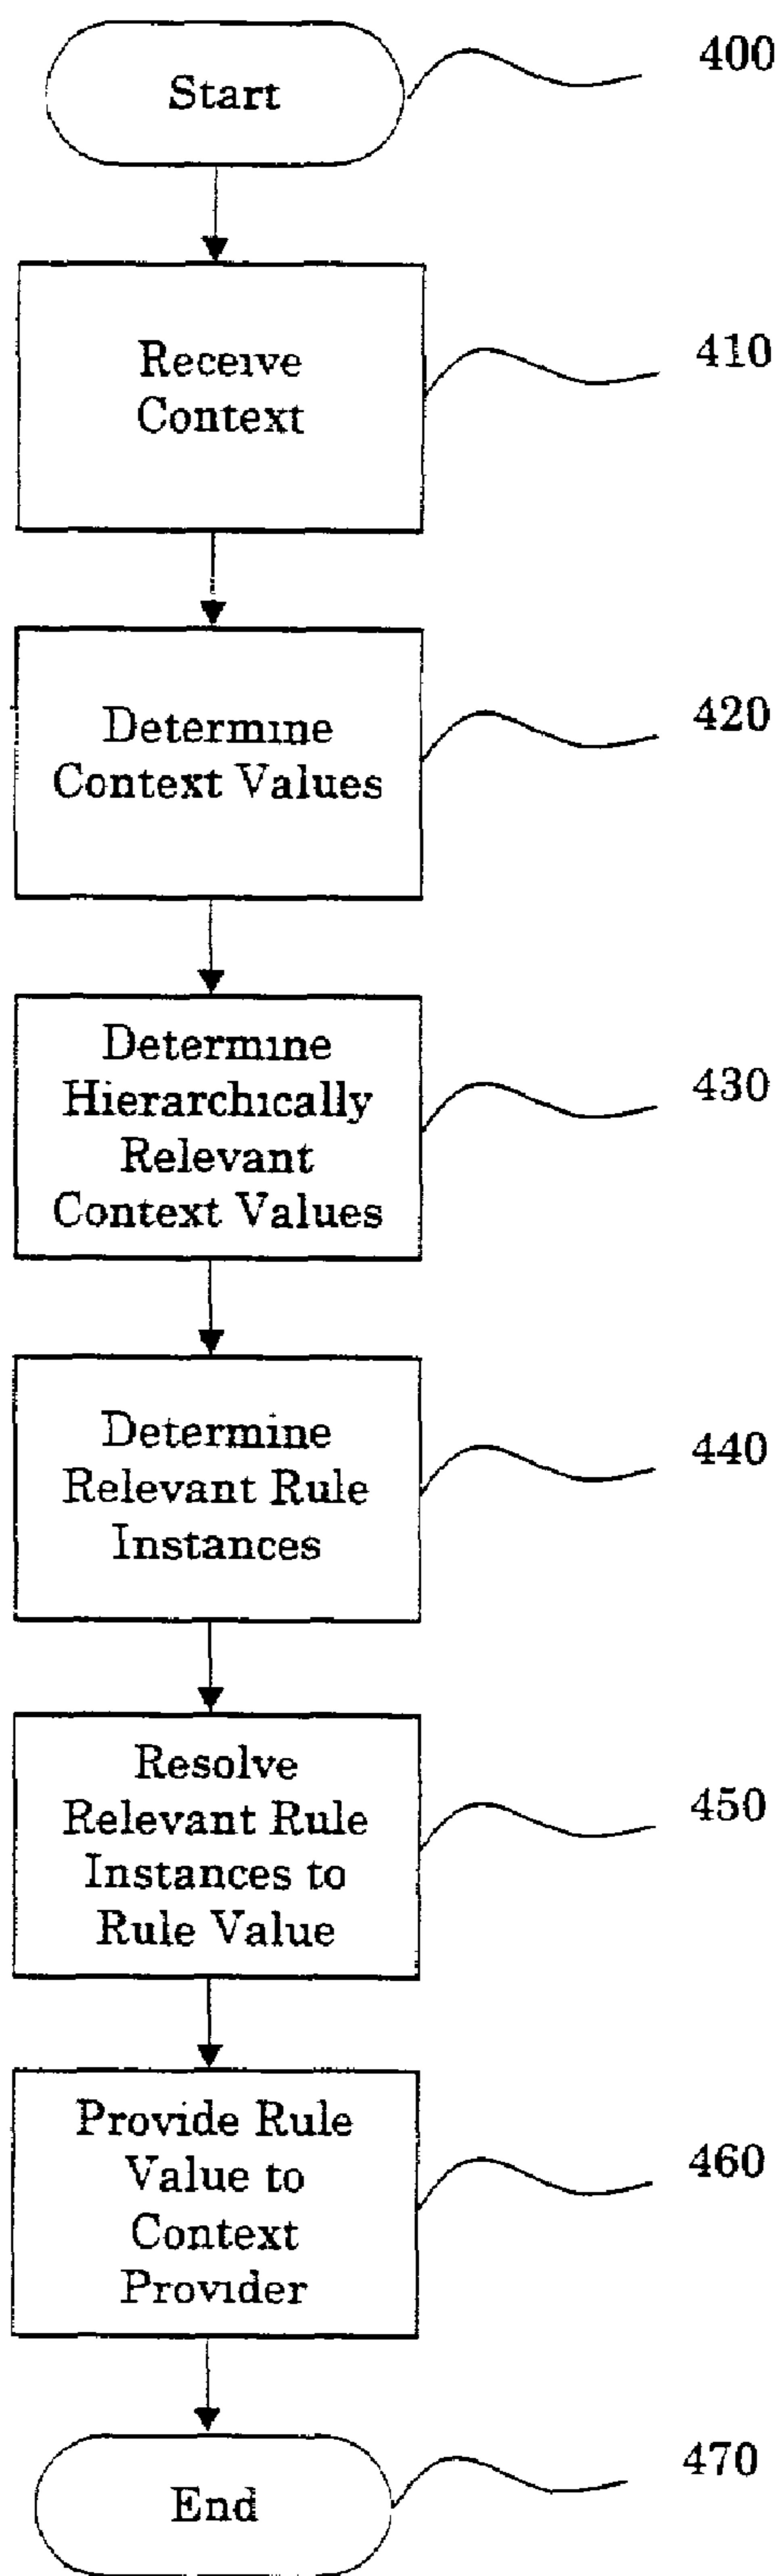 Start
400
Receive
Context
410
Determine
Context Values
420
Determine
Hierarchically
Relevant
Context Values
430
Determine
Relevant Rule
Instances
440
Resolve
Relevant Rule
Instances to
Rule Value
450
Provide Rule
Value to
Context
Provider
460
End
470